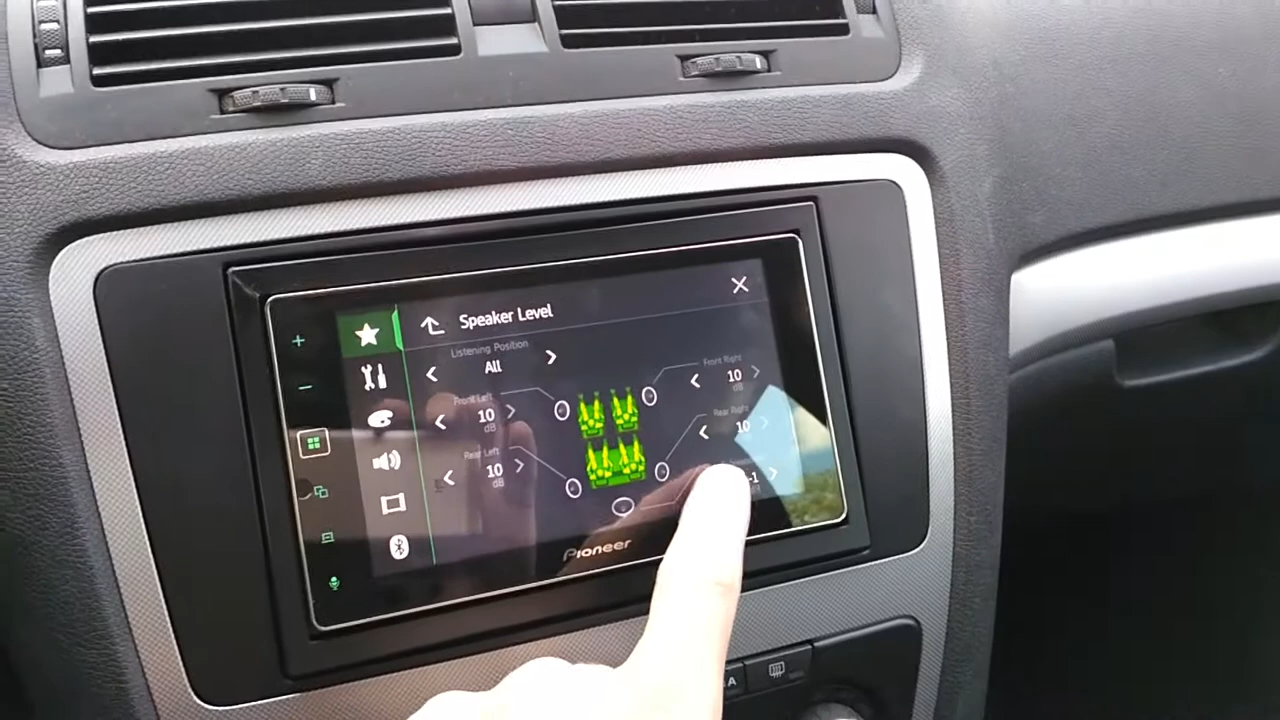 Speaker Level
Listening Position
All
Front Left
10
dB
Rear Left
10
dB
Front Right
10
dB
Rear Right
10
-1
Pioneer
A